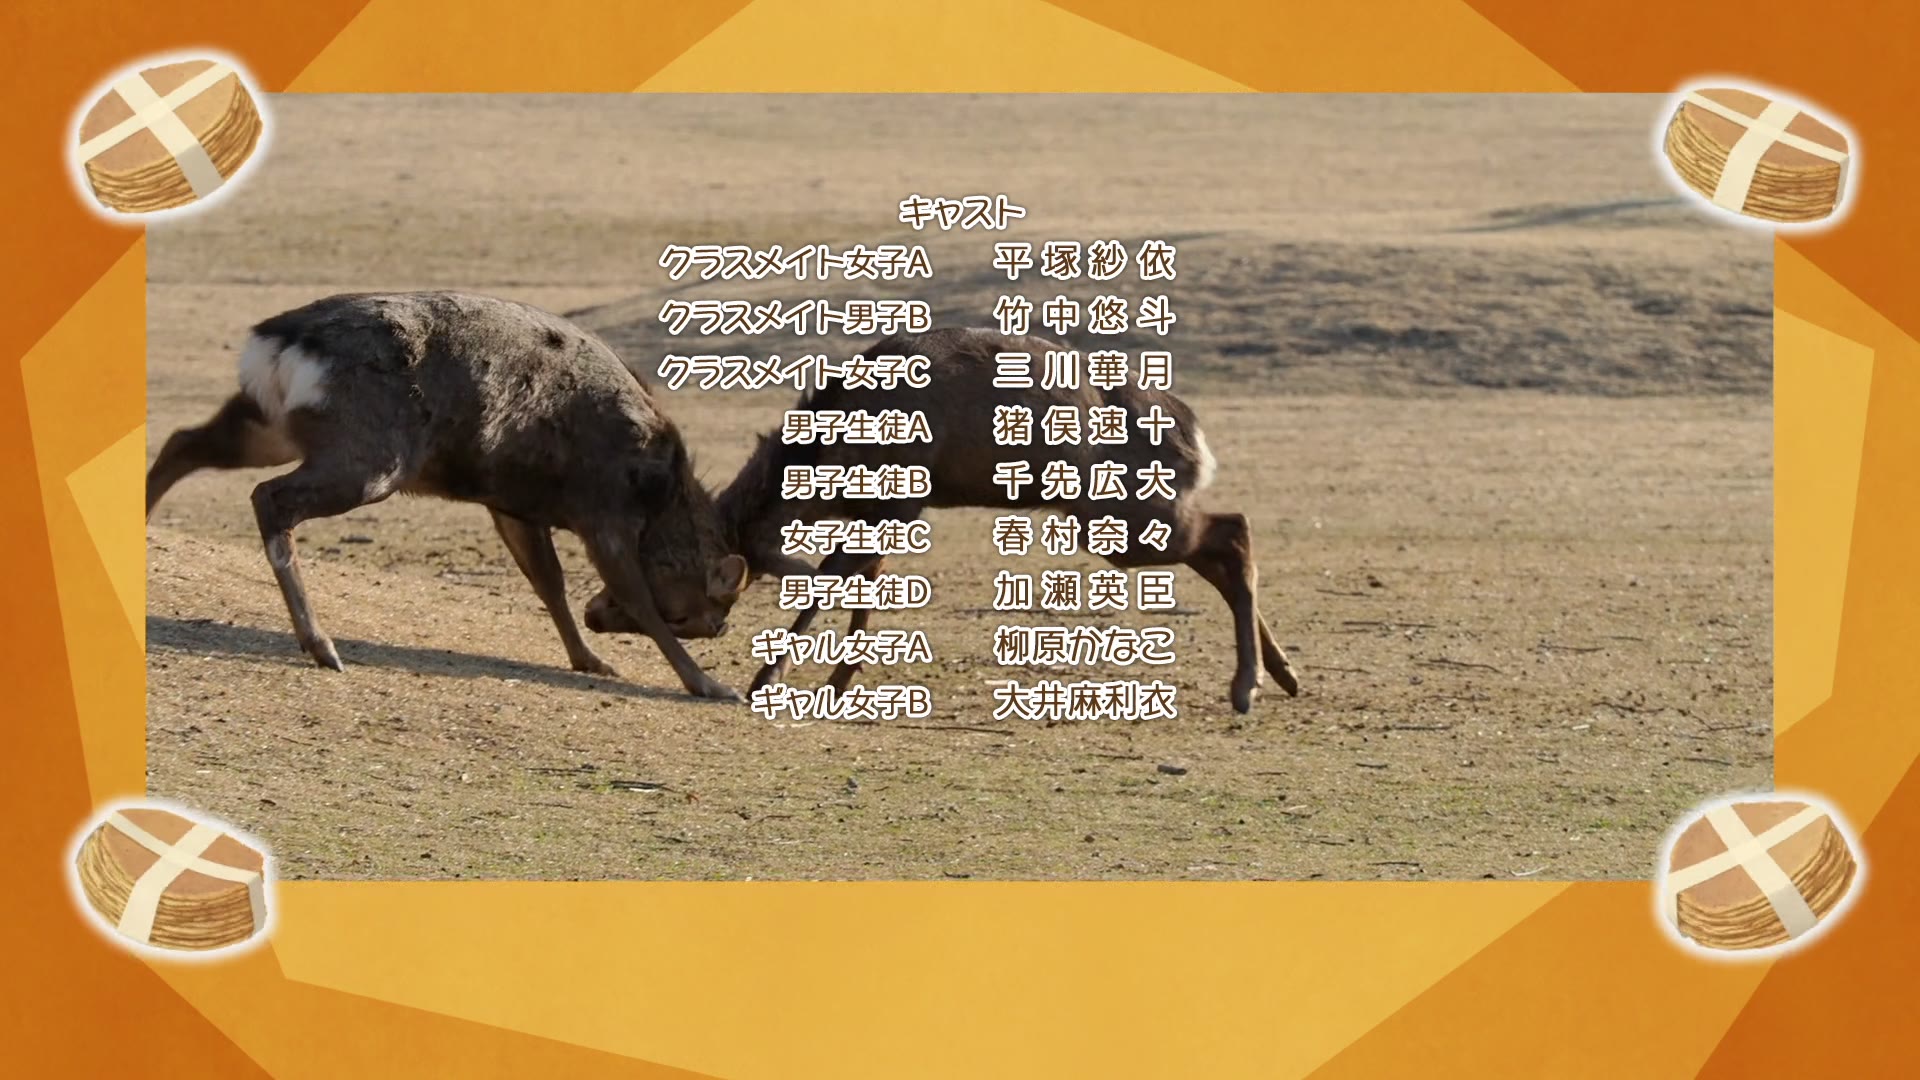 キャスト
クラスメイト女子A 平塚紗依
クラスメイト男子B 竹中悠斗
クラスメイト女子C 三川華月
男子生徒A 猪俣速十
男子生徒B 千先広大
女子生徒C 春村奈々
男子生徒D 加瀬英臣
ギャル女子A 柳原かなこ
ギャル女子B 大井麻利衣